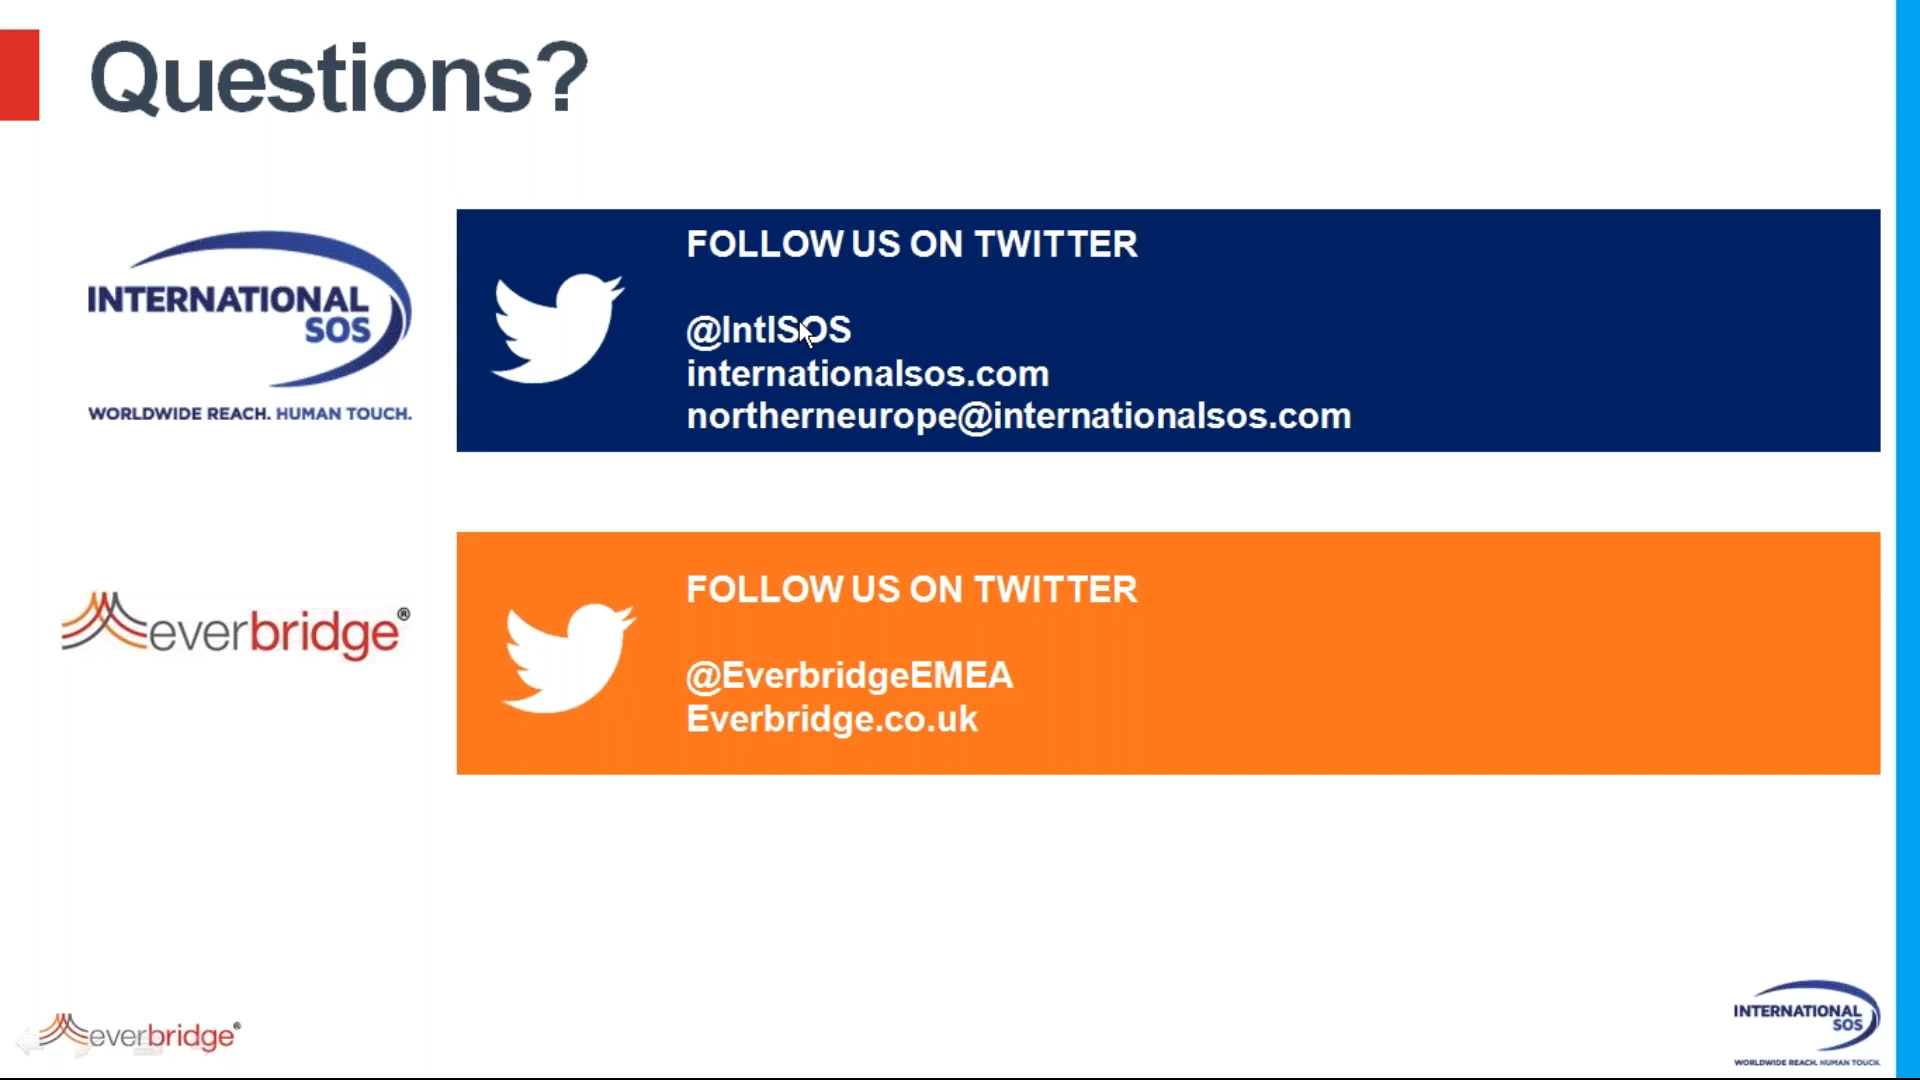 Questions?
INTERNATIONAL
SOS
WORLDWIDE REACH. HUMAN TOUCH.
FOLLOW US ON TWITTER
@IntlSOS
internationalsos.com
northerneurope@internationalsos.com
everbridge®
FOLLOW US ON TWITTER
@EverbridgeEMEA
Everbridge.co.uk
everbridge®
INTERNATIONAL
SOS
WORLDWIDE REACH. HUMAN TOUCH.